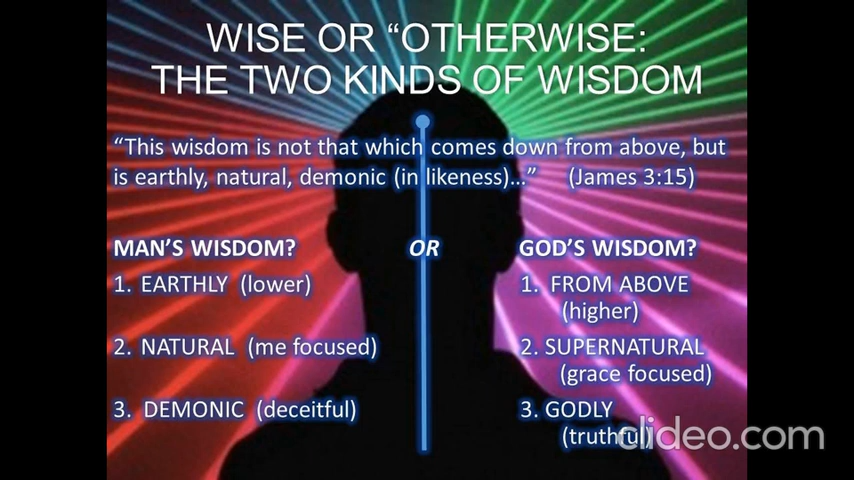 WISE OR “OTHERWISE:
THE TWO KINDS OF WISDOM
“This wisdom is not that which comes down from above, but
is earthly, natural, demonic (in likeness)…” (James 3:15)
MAN’S WISDOM? OR GOD’S WISDOM?
1. EARTHLY (lower)
1. FROM ABOVE
(higher)
2. NATURAL (me focused)
2. SUPERNATURAL
(grace focused)
3. DEMONIC (deceitful)
3. GODLY
(truthful)
clideo.com